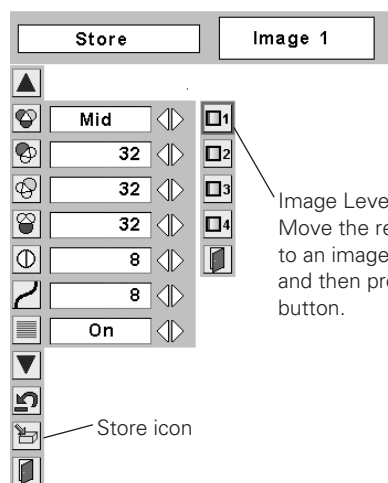 Store
Image 1
Mid
32
32
32
8
8
On
1
2
3
4
Image Leve
Move the re
to an image
and then pre
button.
Store icon